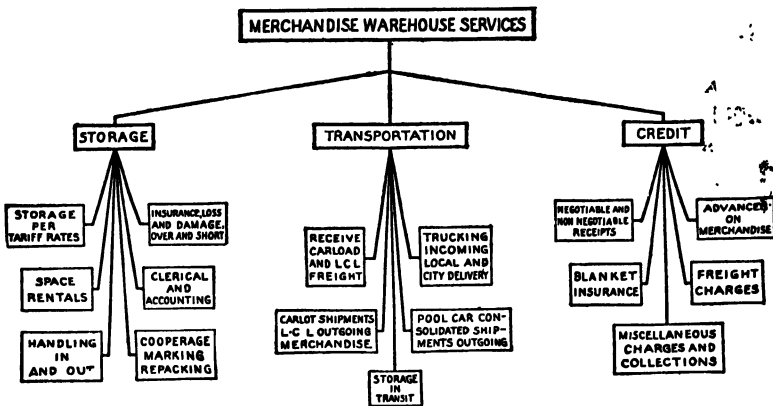 MERCHANDISE WAREHOUSE SERVICES
STORAGE
TRANSPORTATION
CREDIT
STORAGE
PER
TARIFF RATES
INSURANCE, LOSS
AND DAMAGE,
OVER AND SHORT
SPACE
RENTALS
CLERICAL
AND
ACCOUNTING
HANDLING
IN
AND OUT
COOPERAGE
MARKING
REPACKING
RECEIVE
CARLOAD
AND LCL
FREIGHT
TRUCKING
INCOMING
LOCAL AND
CITY DELIVERY
CARLOT SHIPMENTS
L-C L OUTGOING
MERCHANDISE.
POOL CAR CON-
SOLIDATED SHIP-
MENTS OUTGOING
STORAGE
IN
TRANSIT
NEGOTIABLE AND
NON NEGOTIABLE
RECEIPTS
ADVANCES
ON
MERCHANDISE
BLANKET
INSURANCE
FREIGHT
CHARGES
MISCELLANEOUS
CHARGES AND
COLLECTIONS